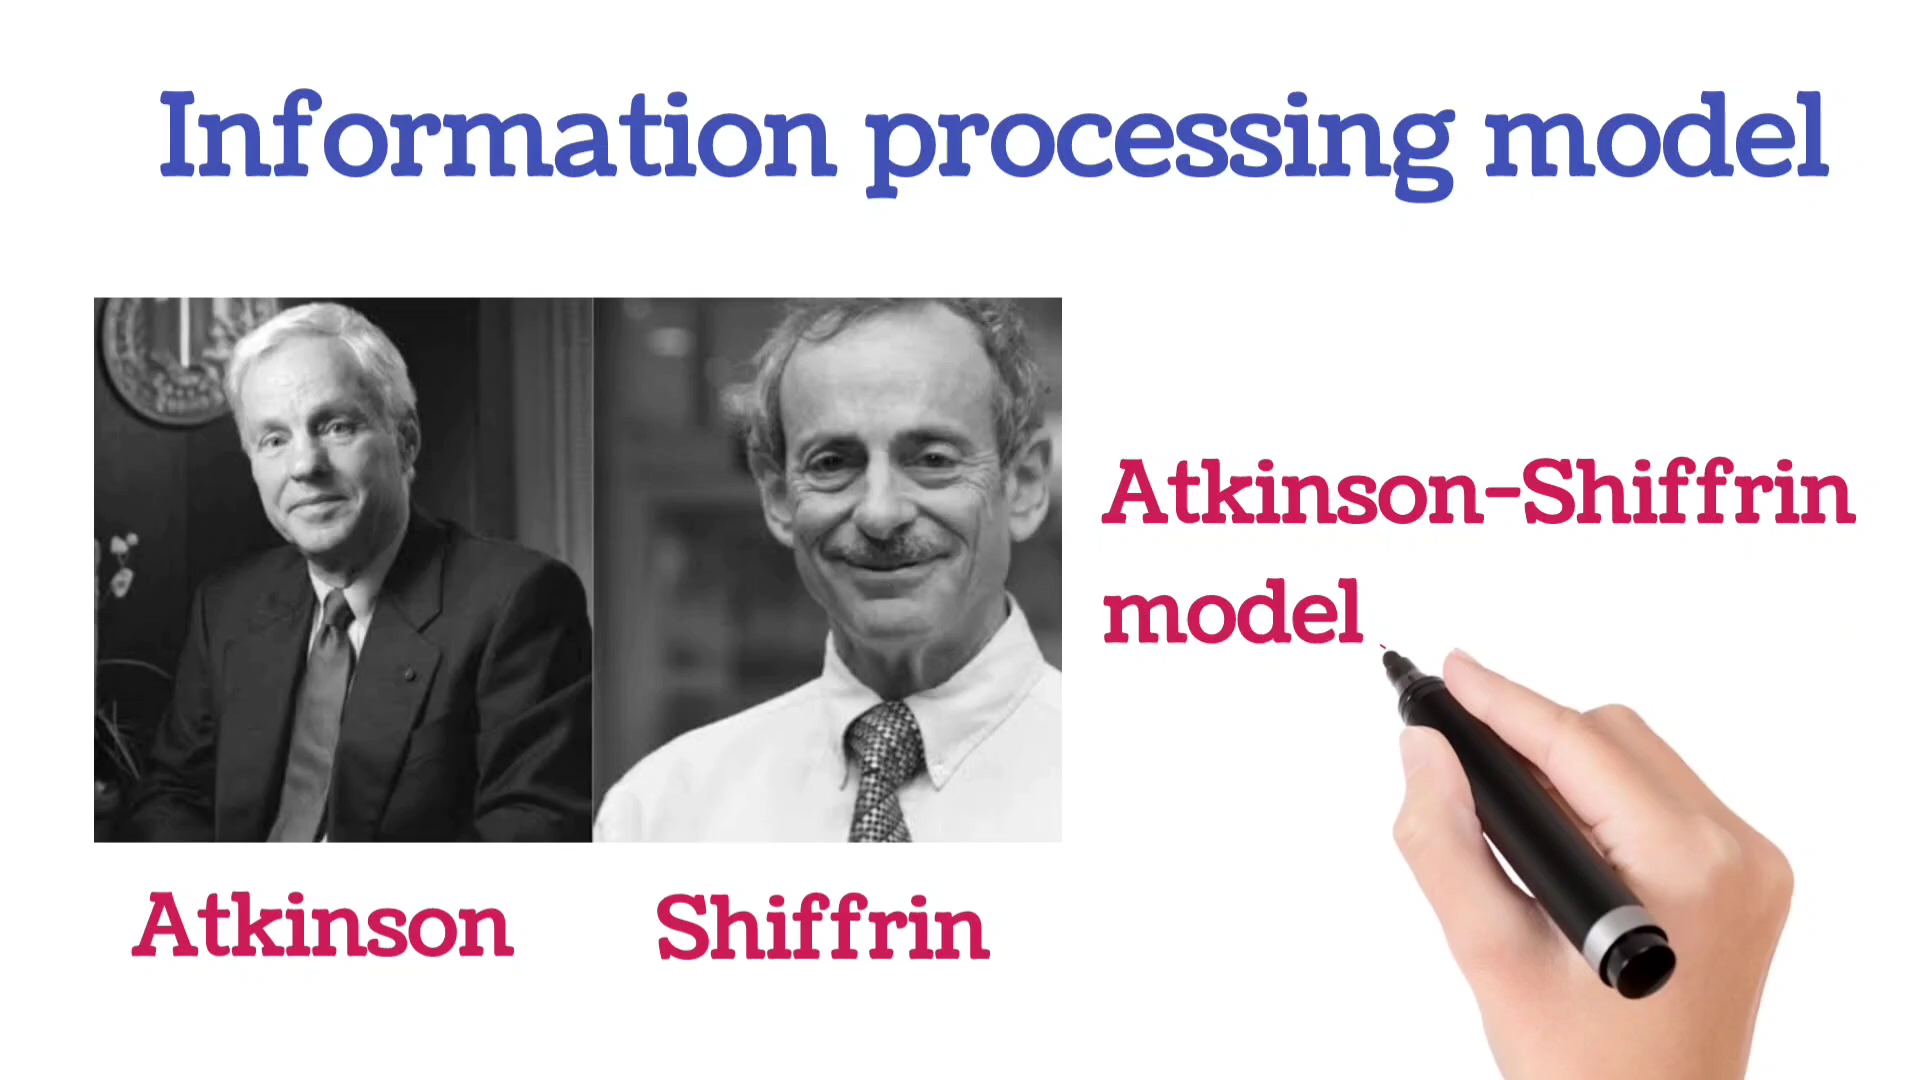 Information processing model
Atkinson-Shiffrin
model
Atkinson
Shiffrin